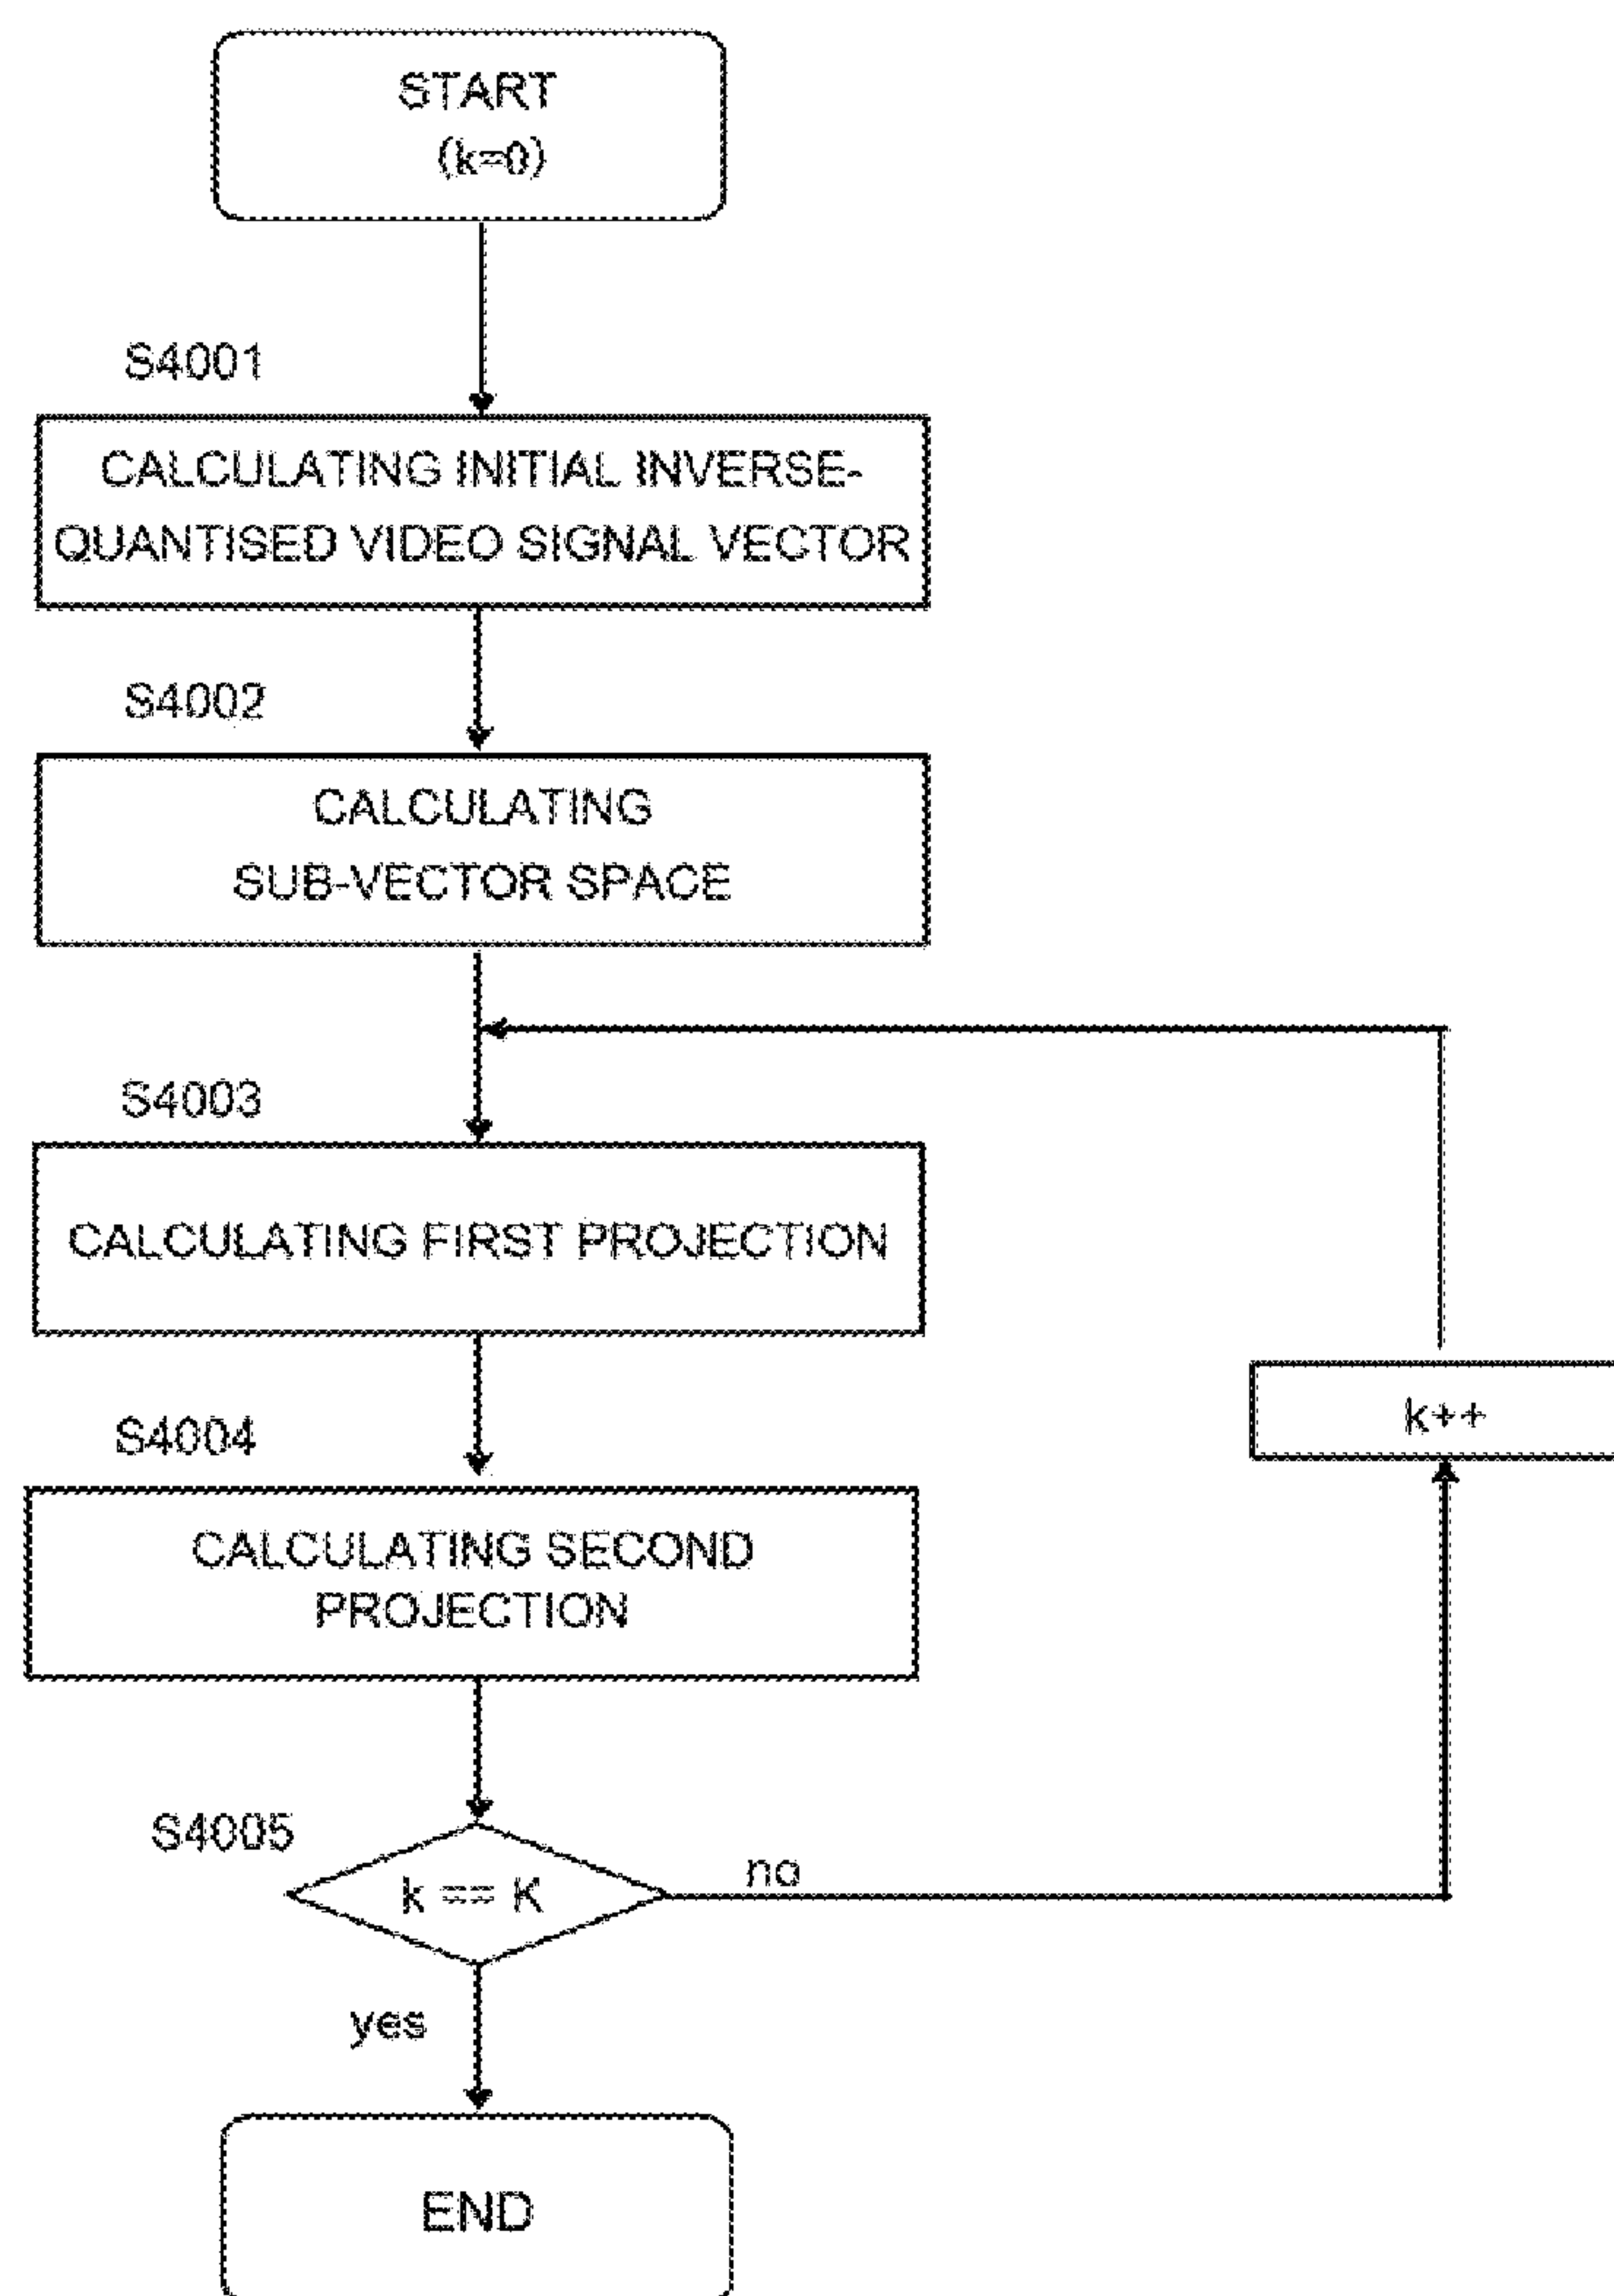 START
(k=0)
S4001
CALCULATING INITIAL INVERSE-
QUANTISED VIDEO SIGNAL VECTOR
S4002
CALCULATING
SUB-VECTOR SPACE
S4003
CALCULATING FIRST PROJECTION
k++
S4004
CALCULATING SECOND
PROJECTION
S4005
k == K
no
yes
END